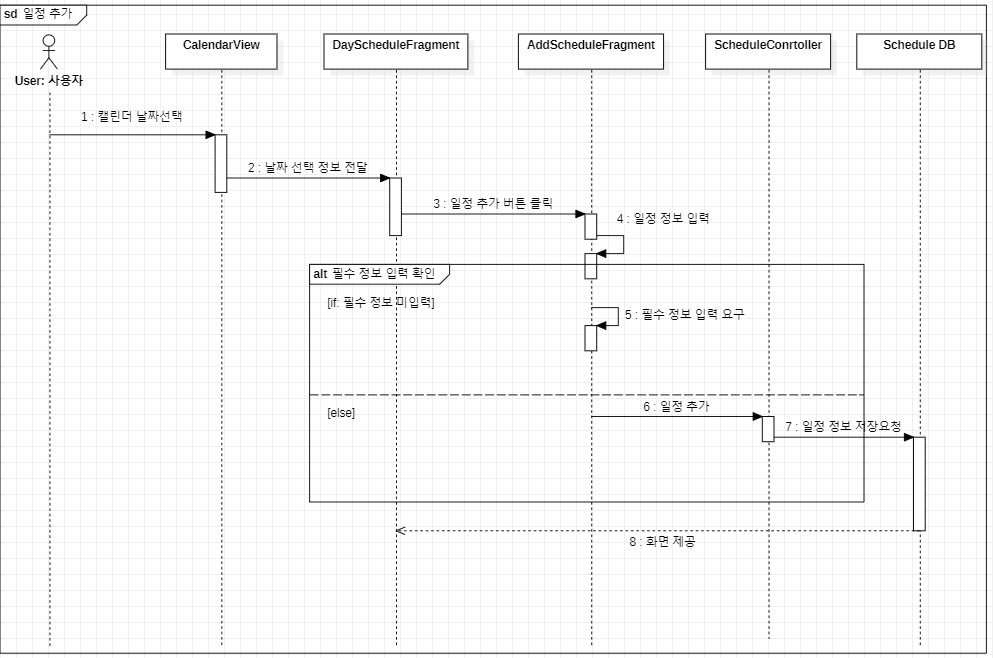 sd 일정 추가
User: 사용자
CalendarView
DayScheduleFragment
AddScheduleFragment
ScheduleConrtoller
Schedule DB
1 : 캘린더 날짜선택
2 : 날짜 선택 정보 전달
3 : 일정 추가 버튼 클릭
4 : 일정 정보 입력
alt 필수 정보 입력 확인
[if: 필수 정보 미입력]
5 : 필수 정보 입력 요구
[else]
6 : 일정 추가
7 : 일정 정보 저장요청
8 : 화면 제공